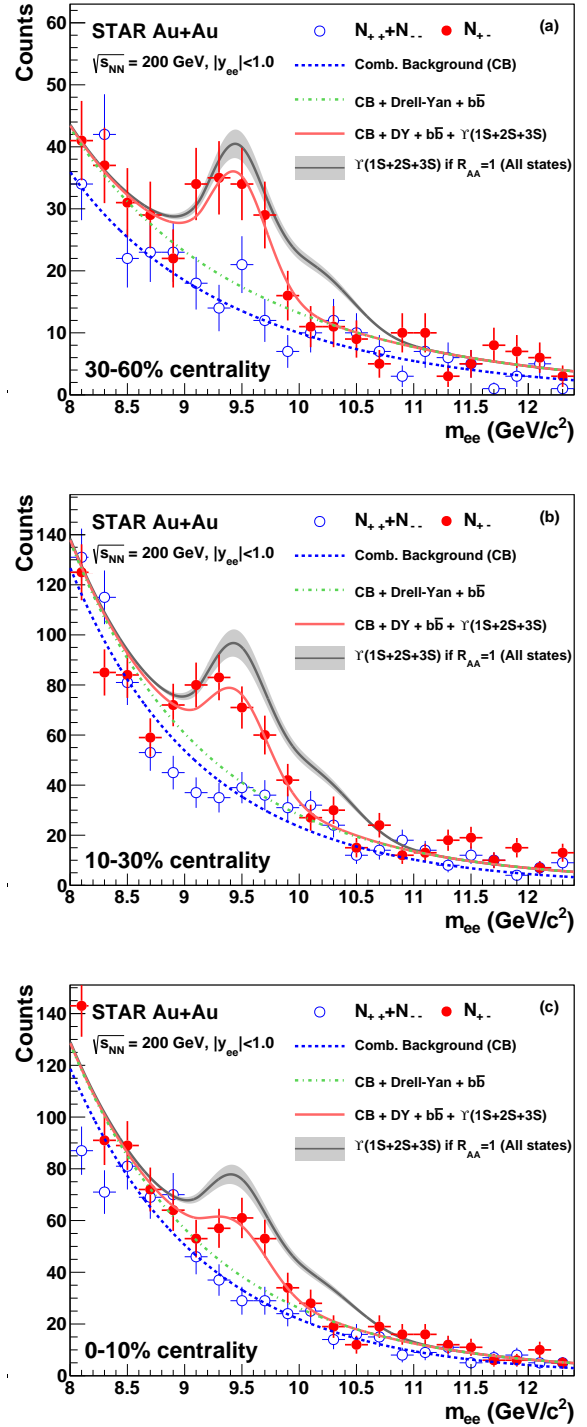 60
50
40
30
20
10
0
Counts
STAR Au+Au
√s_NN = 200 GeV, |y_ee|<1.0
(a)
N_+ + + N_- -
N_+ -
Comb. Background (CB)
CB + Drell-Yan + bb̅
CB + DY + bb̅ + ϒ(1S+2S+3S)
ϒ(1S+2S+3S) if R_AA=1 (All states)
30-60% centrality
8 8.5 9 9.5 10 10.5 11 11.5 12
m_ee (GeV/c²)
140
120
100
80
60
40
20
0
Counts
STAR Au+Au
√s_NN = 200 GeV, |y_ee|<1.0
(b)
N_+ + + N_- -
N_+ -
Comb. Background (CB)
CB + Drell-Yan + bb̅
CB + DY + bb̅ + ϒ(1S+2S+3S)
ϒ(1S+2S+3S) if R_AA=1 (All states)
10-30% centrality
8 8.5 9 9.5 10 10.5 11 11.5 12
m_ee (GeV/c²)
140
120
100
80
60
40
20
0
Counts
STAR Au+Au
√s_NN = 200 GeV, |y_ee|<1.0
(c)
N_+ + + N_- -
N_+ -
Comb. Background (CB)
CB + Drell-Yan + bb̅
CB + DY + bb̅ + ϒ(1S+2S+3S)
ϒ(1S+2S+3S) if R_AA=1 (All states)
0-10% centrality
8 8.5 9 9.5 10 10.5 11 11.5 12
m_ee (GeV/c²)